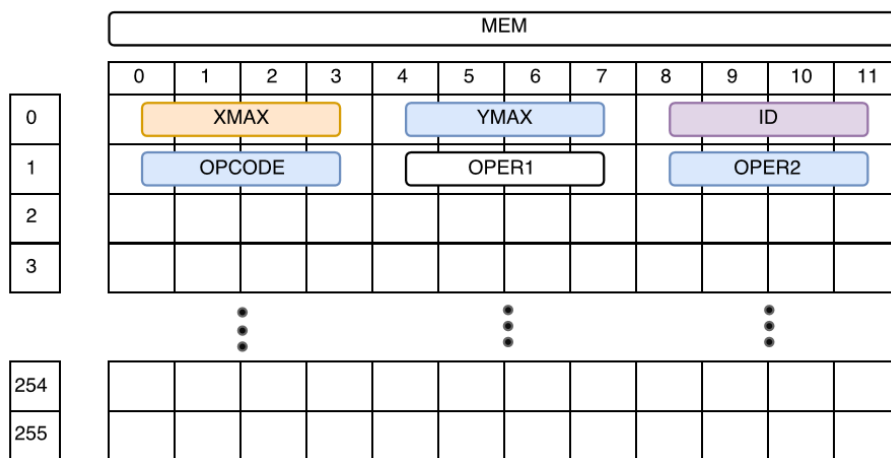 MEM
0 1 2 3 4 5 6 7 8 9 10 11
0 XMAX YMAX ID
1 OPCODE OPER1 OPER2
2
3
254
255